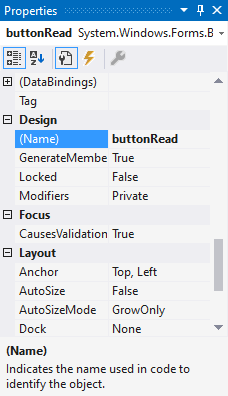 Properties
buttonRead System.Windows.Forms.B
(DataBindings)
Tag
Design
(Name) buttonRead
GenerateMembe True
Locked False
Modifiers Private
Focus
CausesValidation True
Layout
Anchor Top, Left
AutoSize False
AutoSizeMode GrowOnly
Dock None
(Name)
Indicates the name used in code to
identify the object.